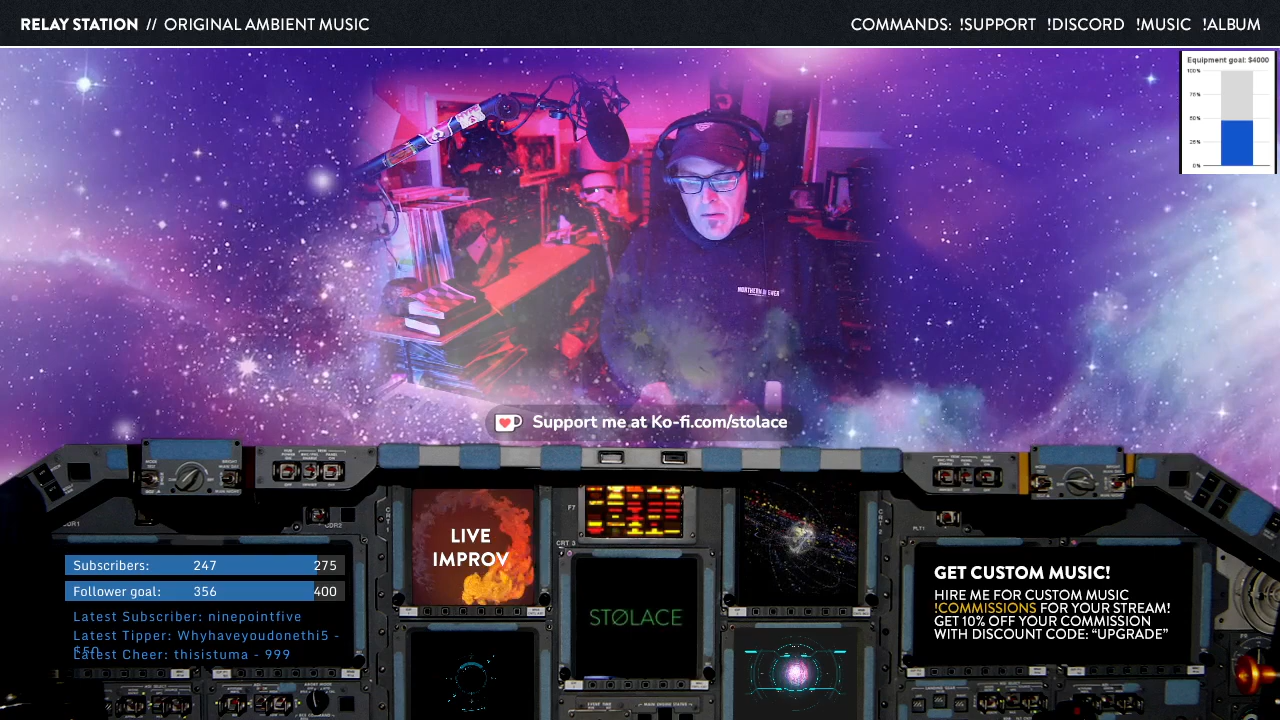 RELAY STATION // ORIGINAL AMBIENT MUSIC
COMMANDS: !SUPPORT !DISCORD !MUSIC !ALBUM
Equipment goal: $4000
100%
75%
50%
25%
0%
Support me at Ko-fi.com/stolace
LIVE
IMPROV
F7
CRT 3
STØLACE
Subscribers: 247 275
Follower goal: 356 400
Latest Subscriber: ninepointfive
Latest Tipper: Whyhaveyoudonethi5 -
Latest Cheer: thisistuma - 999
GET CUSTOM MUSIC!
HIRE ME FOR CUSTOM MUSIC
!COMMISSIONS FOR YOUR STREAM!
GET 10% OFF YOUR COMMISSION
WITH DISCOUNT CODE: “UPGRADE”